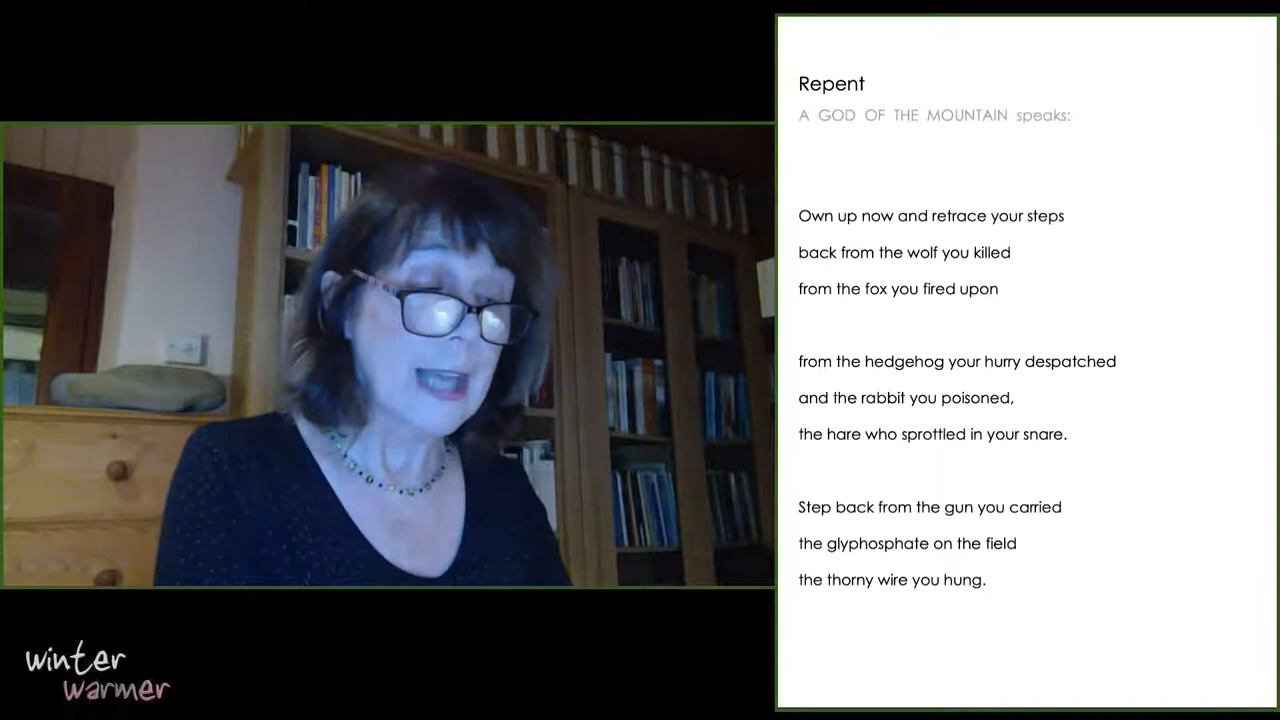 Repent
A GOD OF THE MOUNTAIN speaks:
Own up now and retrace your steps
back from the wolf you killed
from the fox you fired upon
from the hedgehog your hurry despatched
and the rabbit you poisoned,
the hare who sprottled in your snare.
Step back from the gun you carried
the glyphosphate on the field
the thorny wire you hung.
winter
warmer